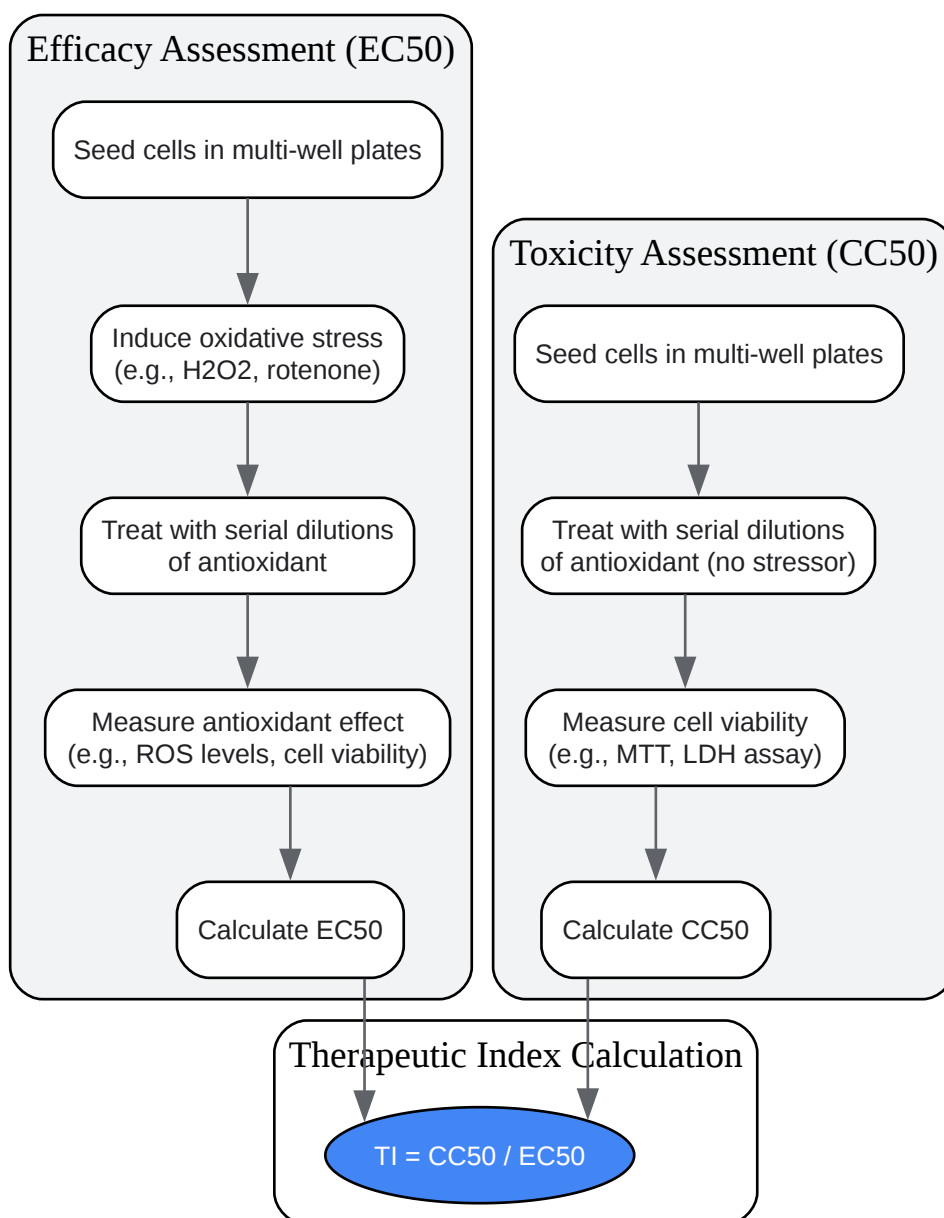 Efficacy Assessment (EC50)
Seed cells in multi-well plates
Induce oxidative stress
(e.g., H2O2, rotenone)
Treat with serial dilutions
of antioxidant
Measure antioxidant effect
(e.g., ROS levels, cell viability)
Calculate EC50
Toxicity Assessment (CC50)
Seed cells in multi-well plates
Treat with serial dilutions
of antioxidant (no stressor)
Measure cell viability
(e.g., MTT, LDH assay)
Calculate CC50
Therapeutic Index Calculation
TI = CC50 / EC50